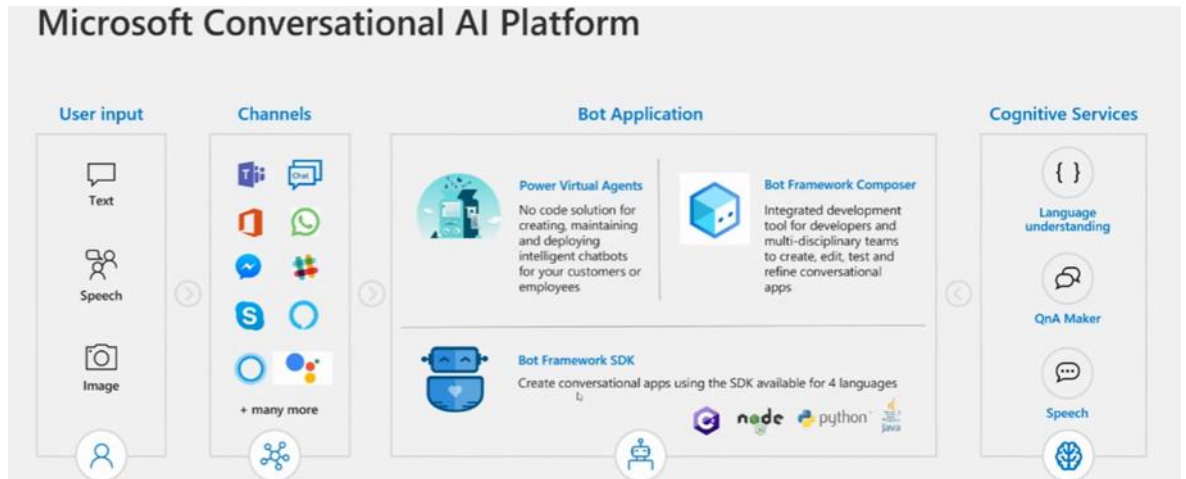 Microsoft Conversational AI Platform
User input
Text
Speech
Image
Channels
Chat
+ many more
Bot Application
Power Virtual Agents
No code solution for
creating, maintaining
and deploying
intelligent chatbots
for your customers or
employees
Bot Framework Composer
Integrated development
tool for developers and
multi-disciplinary teams
to create, edit, test and
refine conversational
apps
Bot Framework SDK
Create conversational apps using the SDK available for 4 languages
node
python
Java
Cognitive Services
{ }
Language
understanding
QnA Maker
Speech